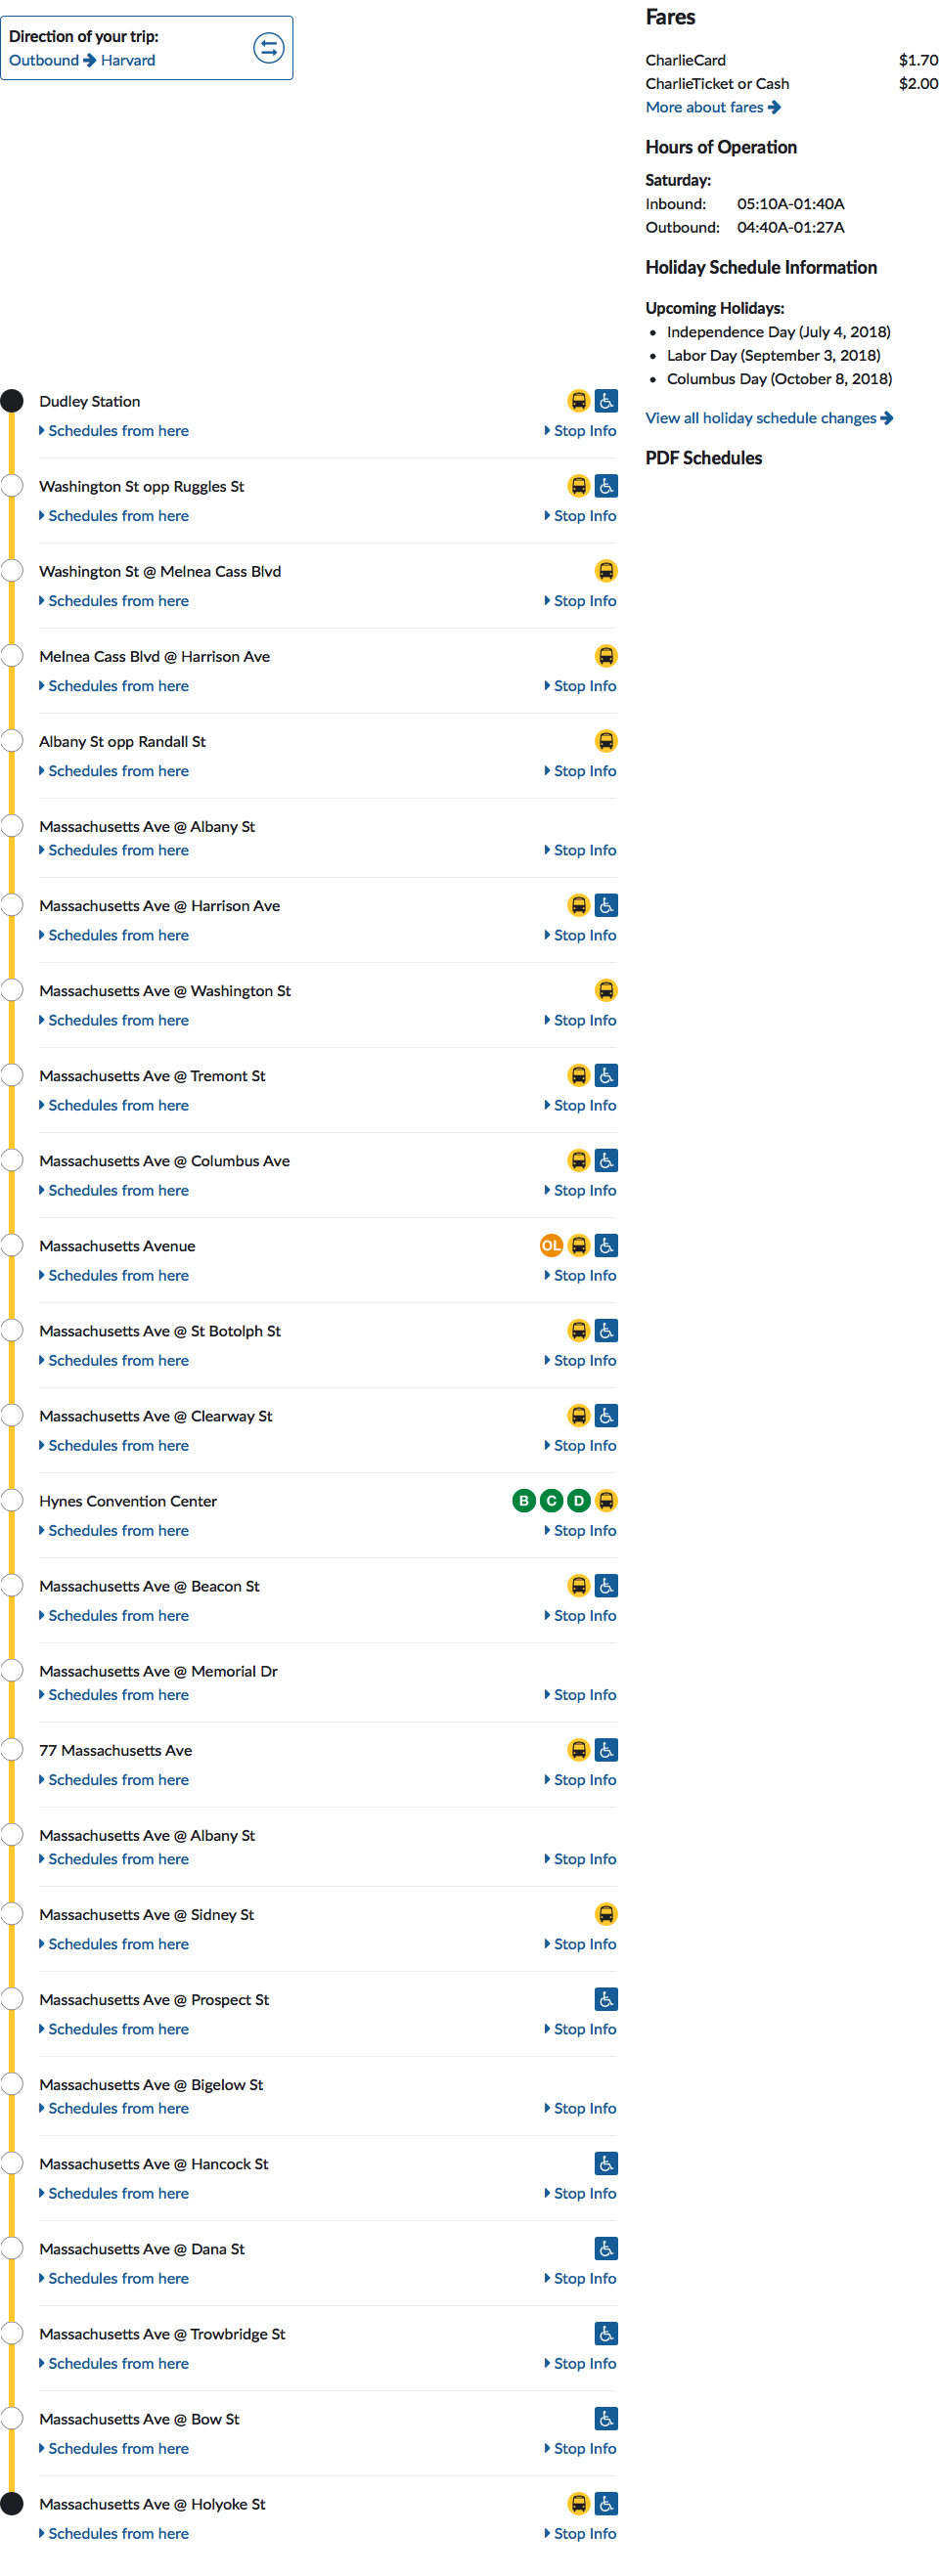 Direction of your trip:
Outbound → Harvard
Fares
CharlieCard $1.70
CharlieTicket or Cash $2.00
More about fares →
Hours of Operation
Saturday:
Inbound: 05:10A-01:40A
Outbound: 04:40A-01:27A
Holiday Schedule Information
Upcoming Holidays:
• Independence Day (July 4, 2018)
• Labor Day (September 3, 2018)
• Columbus Day (October 8, 2018)
View all holiday schedule changes →
PDF Schedules
Dudley Station
Schedules from here Stop Info
Washington St opp Ruggles St
Schedules from here Stop Info
Washington St @ Melnea Cass Blvd
Schedules from here Stop Info
Melnea Cass Blvd @ Harrison Ave
Schedules from here Stop Info
Albany St opp Randall St
Schedules from here Stop Info
Massachusetts Ave @ Albany St
Schedules from here Stop Info
Massachusetts Ave @ Harrison Ave
Schedules from here Stop Info
Massachusetts Ave @ Washington St
Schedules from here Stop Info
Massachusetts Ave @ Tremont St
Schedules from here Stop Info
Massachusetts Ave @ Columbus Ave
Schedules from here Stop Info
Massachusetts Avenue OL
Schedules from here Stop Info
Massachusetts Ave @ St Botolph St
Schedules from here Stop Info
Massachusetts Ave @ Clearway St
Schedules from here Stop Info
Hynes Convention Center B C D
Schedules from here Stop Info
Massachusetts Ave @ Beacon St
Schedules from here Stop Info
Massachusetts Ave @ Memorial Dr
Schedules from here Stop Info
77 Massachusetts Ave
Schedules from here Stop Info
Massachusetts Ave @ Albany St
Schedules from here Stop Info
Massachusetts Ave @ Sidney St
Schedules from here Stop Info
Massachusetts Ave @ Prospect St
Schedules from here Stop Info
Massachusetts Ave @ Bigelow St
Schedules from here Stop Info
Massachusetts Ave @ Hancock St
Schedules from here Stop Info
Massachusetts Ave @ Dana St
Schedules from here Stop Info
Massachusetts Ave @ Trowbridge St
Schedules from here Stop Info
Massachusetts Ave @ Bow St
Schedules from here Stop Info
Massachusetts Ave @ Holyoke St
Schedules from here Stop Info